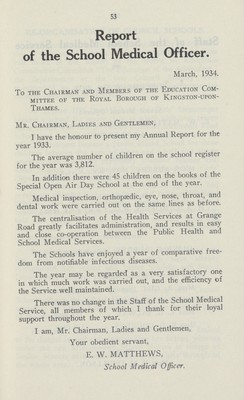 53
Report
of the School Medical Officer.
March, 1934.
To the Chairman and Members of the Education Com-
mittee of the Royal Borough of Kingston-upon-
Thames.
Mr. Chairman, Ladies and Gentlemen,
I have the honour to present my Annual Report for the
year 1933.
The average number of children on the school register
for the year was 3,812.
In addition there were 45 children on the books of the
Special Open Air Day School at the end of the year.
Medical inspection, orthopœdic, eye, nose, throat, and
dental work were carried out on the same lines as before.
The centralisation of the Health Services at Grange
Road greatly facilitates administration, and results in easy
and close co-operation between the Public Health and
School Medical Services.
The Schools have enjoyed a year of comparative free-
dom from notifiable infectious diseases.
The year may be regarded as a very satisfactory one
in which much work was carried out, and the efficiency of
the Service well maintained.
There was no change in the Staff of the School Medical
Service, all members of which I thank for their loyal
support throughout the year.
I am, Mr. Chairman, Ladies and Gentlemen,
Your obedient servant,
E. W. MATTHEWS,
School Medical Officer.